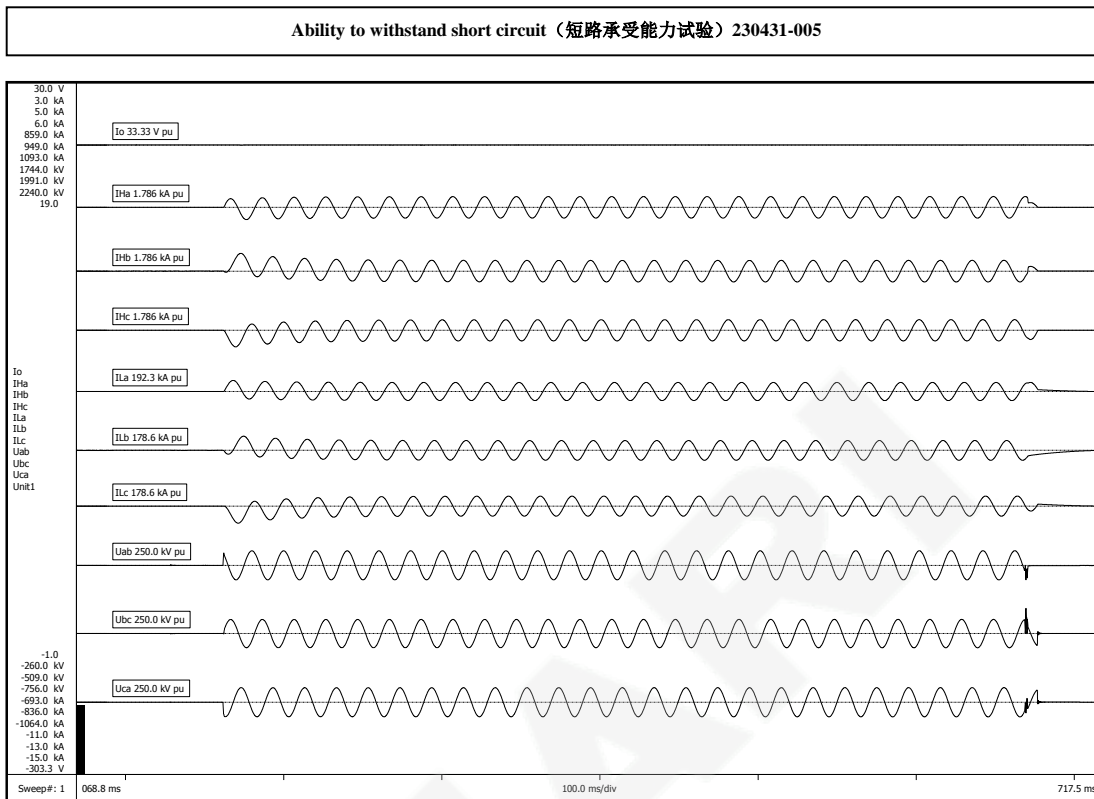 Ability to withstand short circuit（短路承受能力试验）230431-005
30.0 V
3.0 kA
5.0 kA
6.0 kA
859.0 kA
949.0 kA
1093.0 kA
1744.0 kV
1991.0 kV
2240.0 kV
19.0
Io 33.33 V pu
IHa 1.786 kA pu
IHb 1.786 kA pu
IHc 1.786 kA pu
ILa 192.3 kA pu
ILb 178.6 kA pu
ILc 178.6 kA pu
Uab 250.0 kV pu
Ubc 250.0 kV pu
Uca 250.0 kV pu
Io
IHa
IHb
IHc
ILa
ILb
ILc
Uab
Ubc
Uca
Unit1
-1.0
-260.0 kV
-509.0 kV
-756.0 kV
-693.0 kA
-836.0 kA
-1064.0 kA
-11.0 kA
-13.0 kA
-15.0 kA
-303.3 V
Sweep#: 1 068.8 ms 100.0 ms/div 717.5 ms
ARI